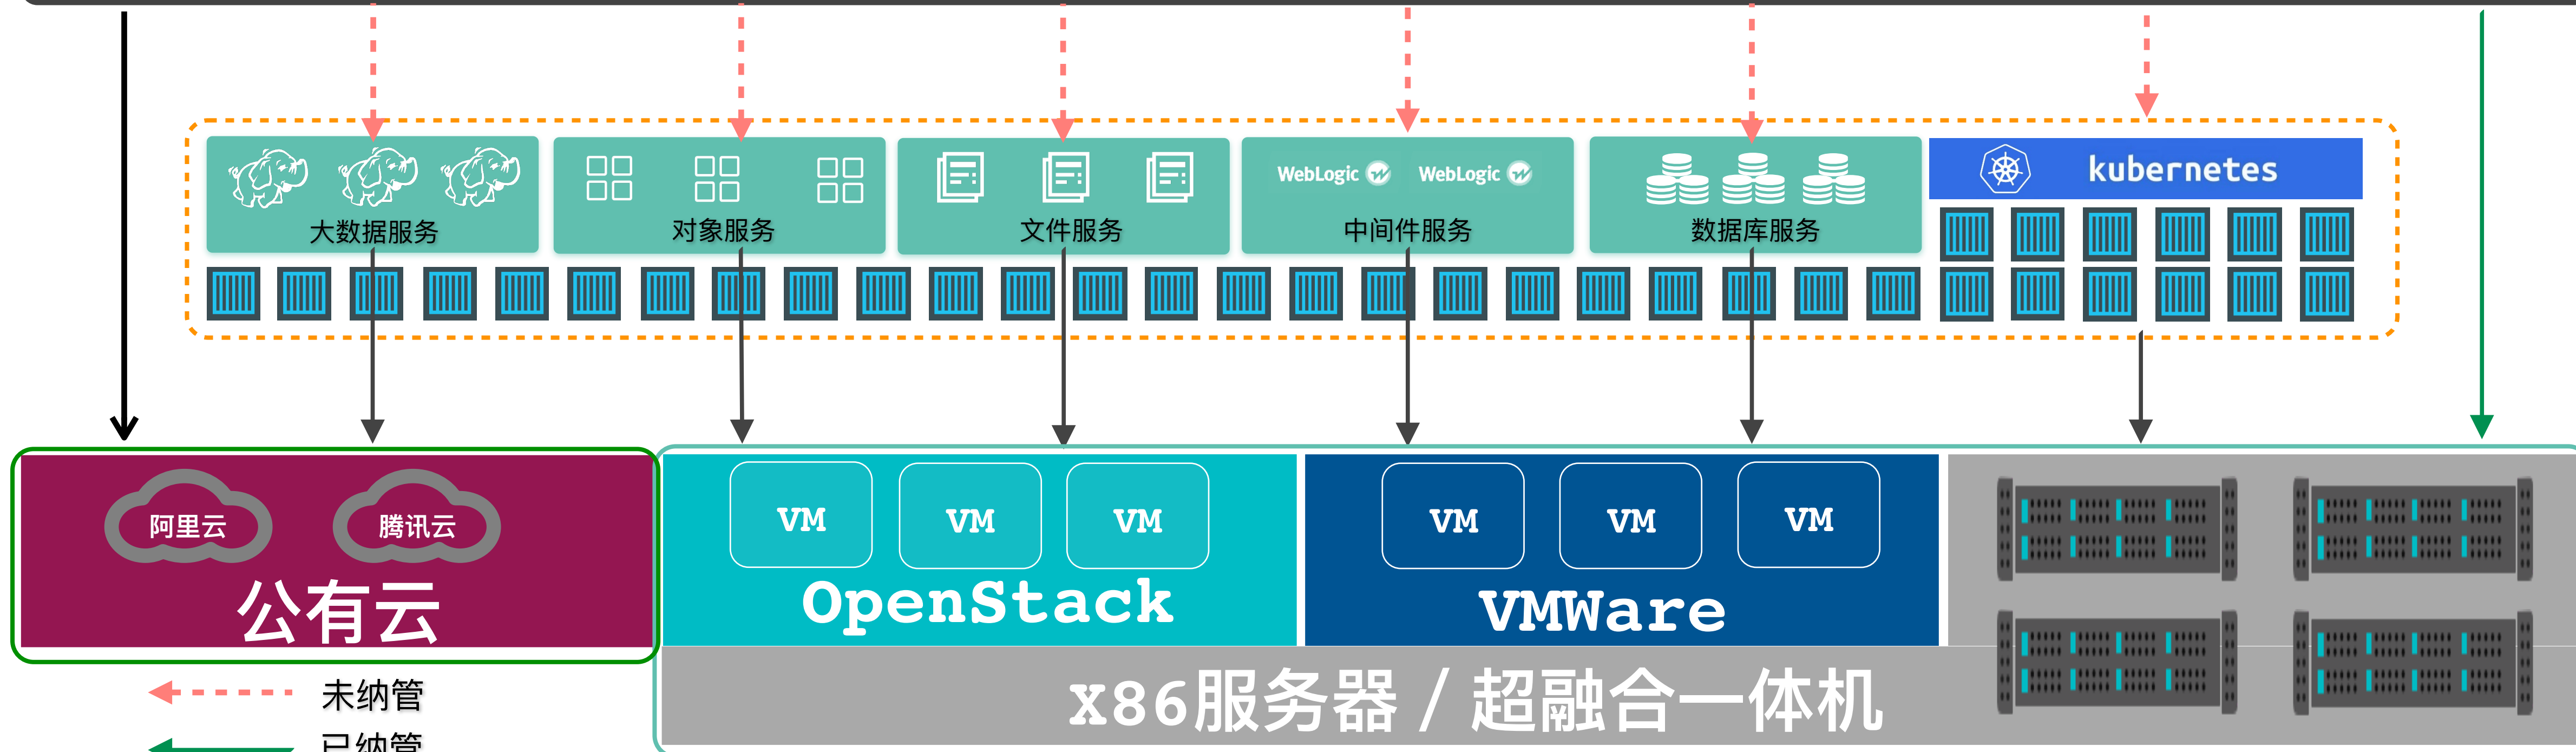 WebLogic WebLogic
kubernetes
大数据服务
对象服务
文件服务
中间件服务
数据库服务
阿里云
腾讯云
公有云
VM
VM
VM
OpenStack
VM
VM
VM
VMWare
X86服务器 / 超融合一体机
未纳管
已纳管